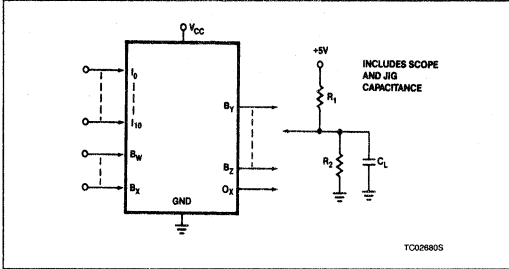 VCC
+5V
INCLUDES SCOPE
AND JIG
CAPACITANCE
I0
R1
BY
I10
BW
R2
CL
BZ
BX
OX
GND
TC02680S